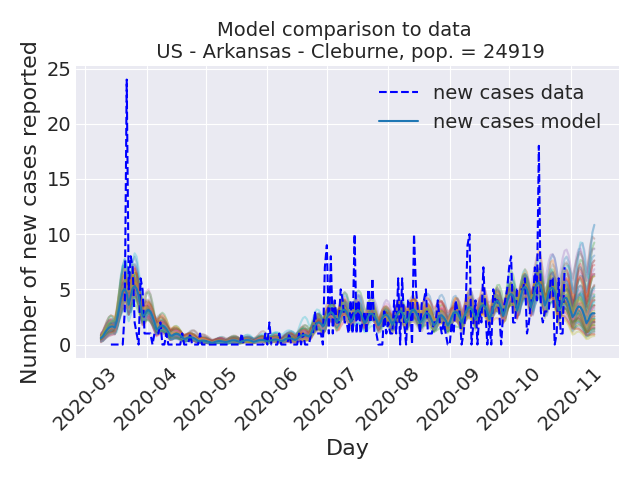 Model comparison to data
US - Arkansas - Cleburne, pop. = 24919
Number of new cases reported
25
20
15
10
5
0
new cases data
new cases model
2020-03
2020-04
2020-05
2020-06
2020-07
2020-08
2020-09
2020-10
2020-11
Day